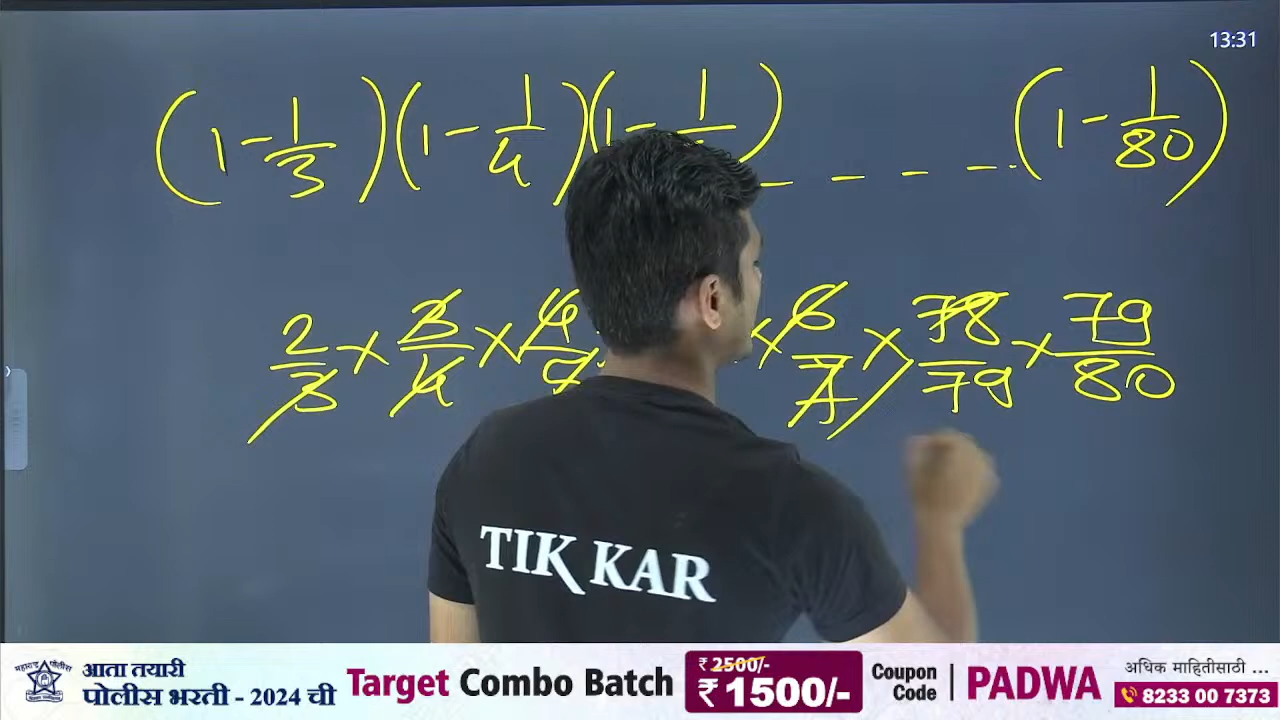 13:31
(1 - 1/3) (1 - 1/4) (1 - 1/ ) - - - - - (1 - 1/80)
2/3 × 3/4 × 4/ × 6/7 × 78/79 × 79/80
TIK KAR
महाराष्ट्र पोलीस
आता तयारी
पोलीस भरती - 2024 ची
Target Combo Batch
₹ 2500/-
₹ 1500/-
Coupon Code | PADWA
अधिक माहितीसाठी ...
8233 00 7373